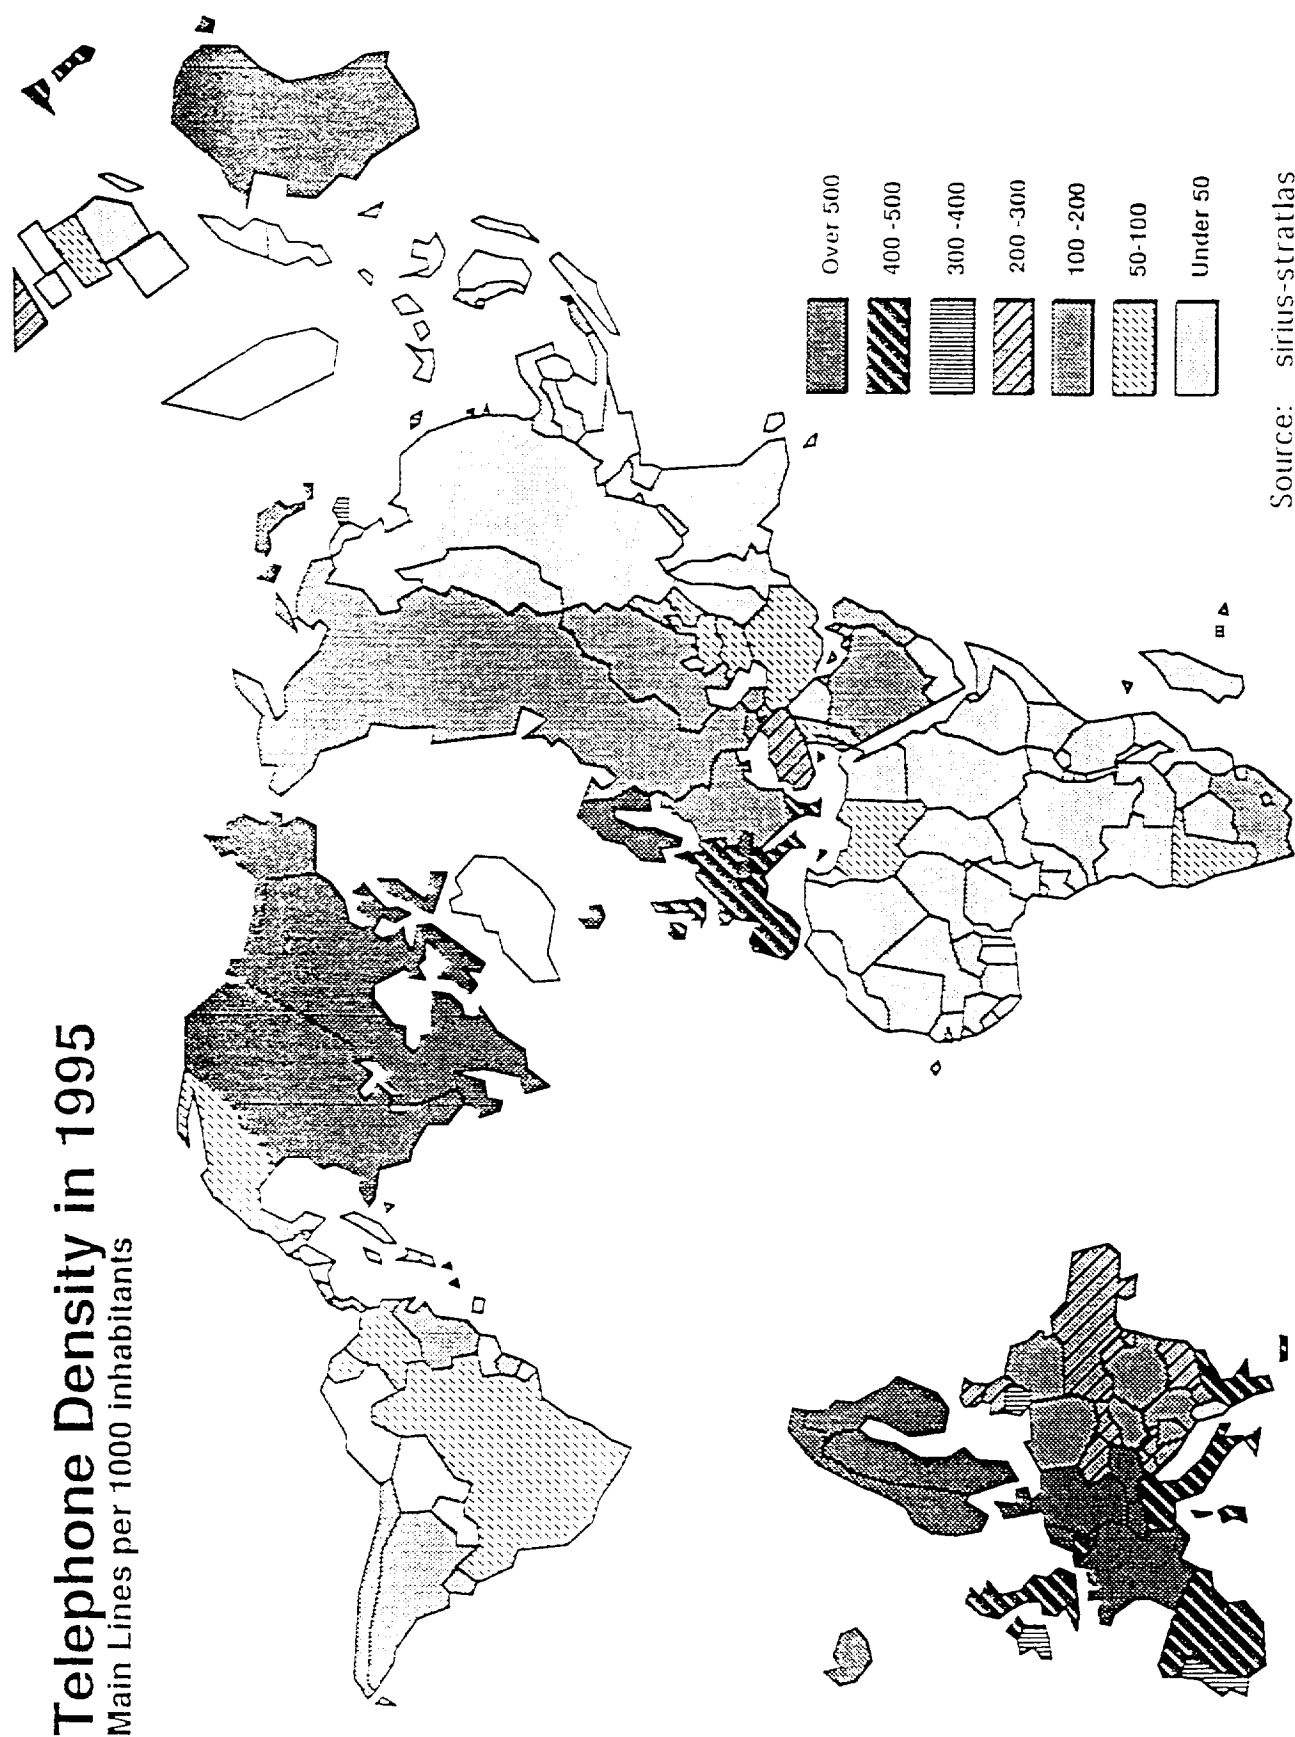 Telephone Density in 1995
Main Lines per 1000 inhabitants
Over 500
400 -500
300 -400
200 -300
100 -200
50-100
Under 50
Source: sirius-stratlas